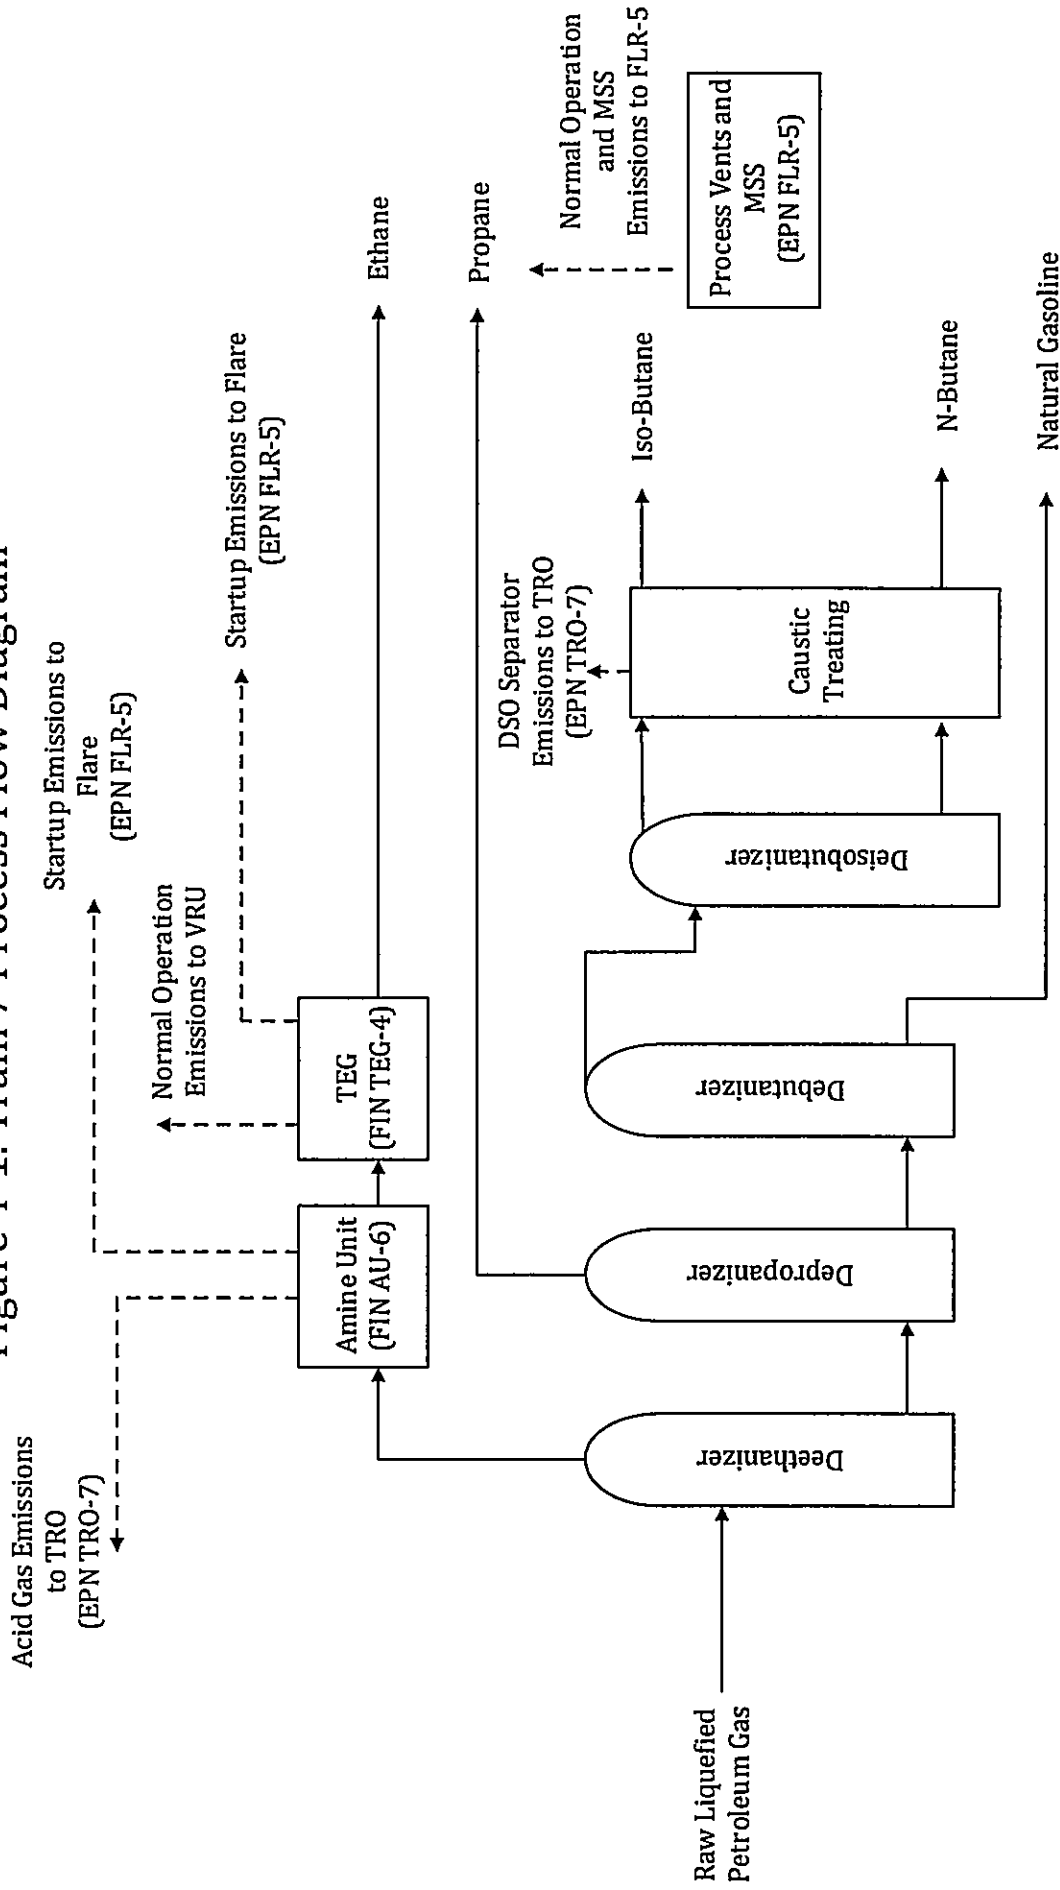 Figure Train 7 Process Flow Diagram
Acid Gas Emissions
to TRO
(EPN TRO-7)
Startup Emissions to
Flare
(EPN FLR-5)
Normal Operation
Emissions to VRU
Startup Emissions to Flare
(EPN FLR-5)
Amine Unit
(FIN AU-6)
TEG
(FIN TEG-4)
Ethane
Propane
Normal Operation
and MSS
Emissions to FLR-5
Process Vents and
MSS
(EPN FLR-5)
DSO Separator
Emissions to TRO
(EPN TRO-7)
Iso-Butane
Raw Liquefied
Petroleum Gas
Deethanizer
Depropanizer
Debutanizer
Deisobutanizer
Caustic
Treating
N-Butane
Natural Gasoline